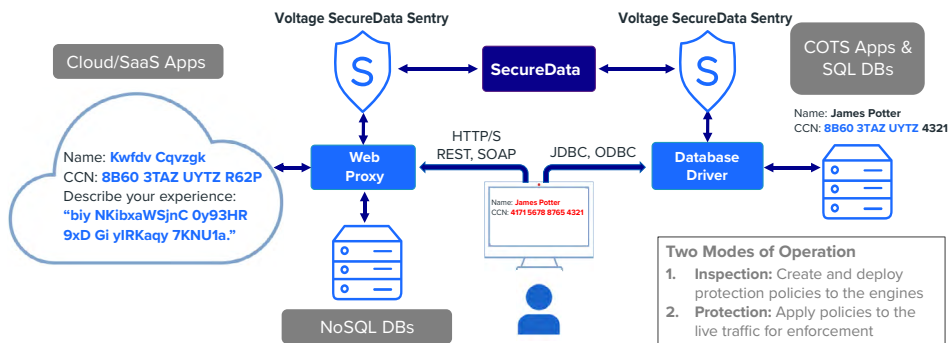 Voltage SecureData Sentry
Voltage SecureData Sentry
Cloud/SaaS Apps
S
SecureData
S
COTS Apps &
SQL DBs
Name: James Potter
CCN: 8B60 3TAZ UYTZ 4321
HTTP/S
REST, SOAP
JDBC, ODBC
Name: Kwfdv Cqvzgk
CCN: 8B60 3TAZ UYTZ R62P
Describe your experience:
“biy NKibxaWSjnC 0y93HR
9xD Gi yIRKaqy 7KNU1a.”
Web
Proxy
Database
Driver
Name: James Potter
CCN: 4171 5678 8765 4321
NoSQL DBs
Two Modes of Operation
1. Inspection: Create and deploy
protection policies to the engines
2. Protection: Apply policies to the
live traffic for enforcement